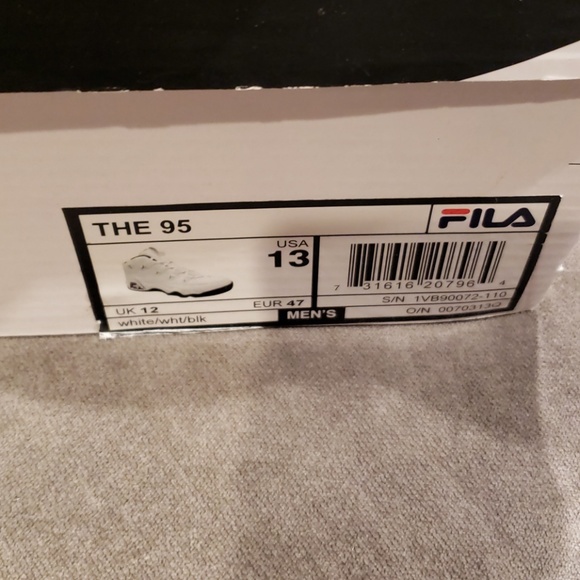 THE 95
FILA
USA
13
UK 12
EUR 47
white/wht/blk
MEN'S
7 31616 20796 4
S/N 1VB90072-110
O/N 0070313Q